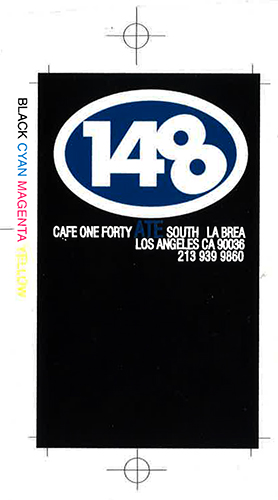 148
CAFE ONE FORTY ATE SOUTH LA BREA
LOS ANGELES CA 90036
213 939 9860
BLACK CYAN MAGENTA YELLOW